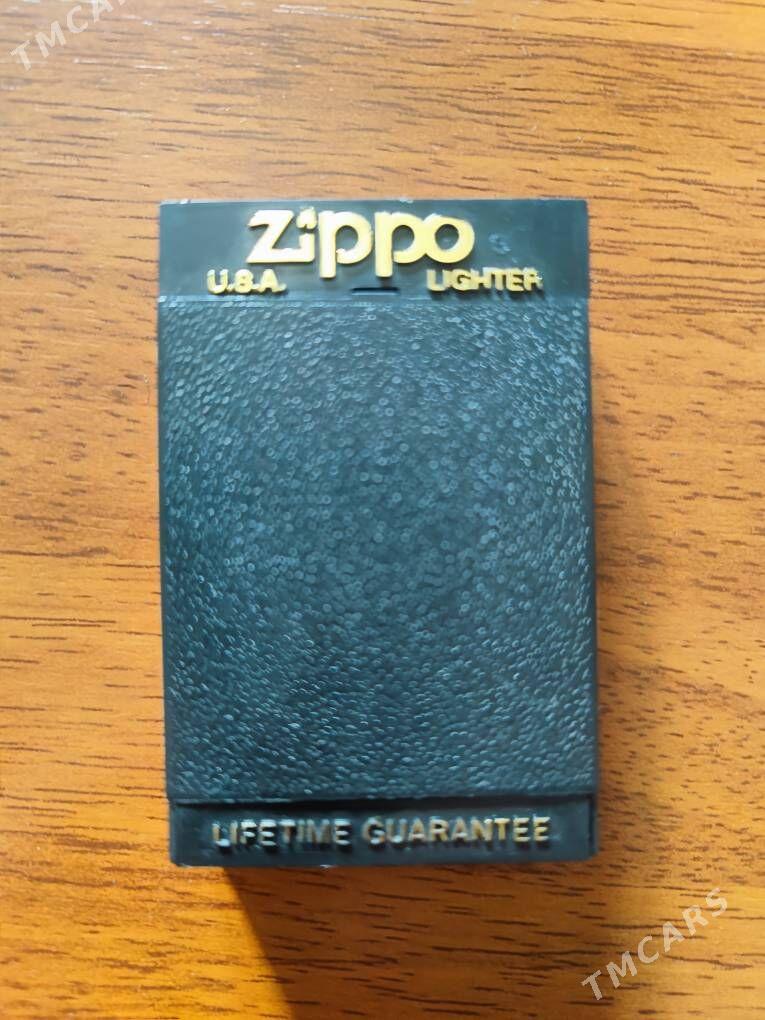 TMCARS
Zippo
U.S.A. LIGHTER
LIFETIME GUARANTEE
TMCARS